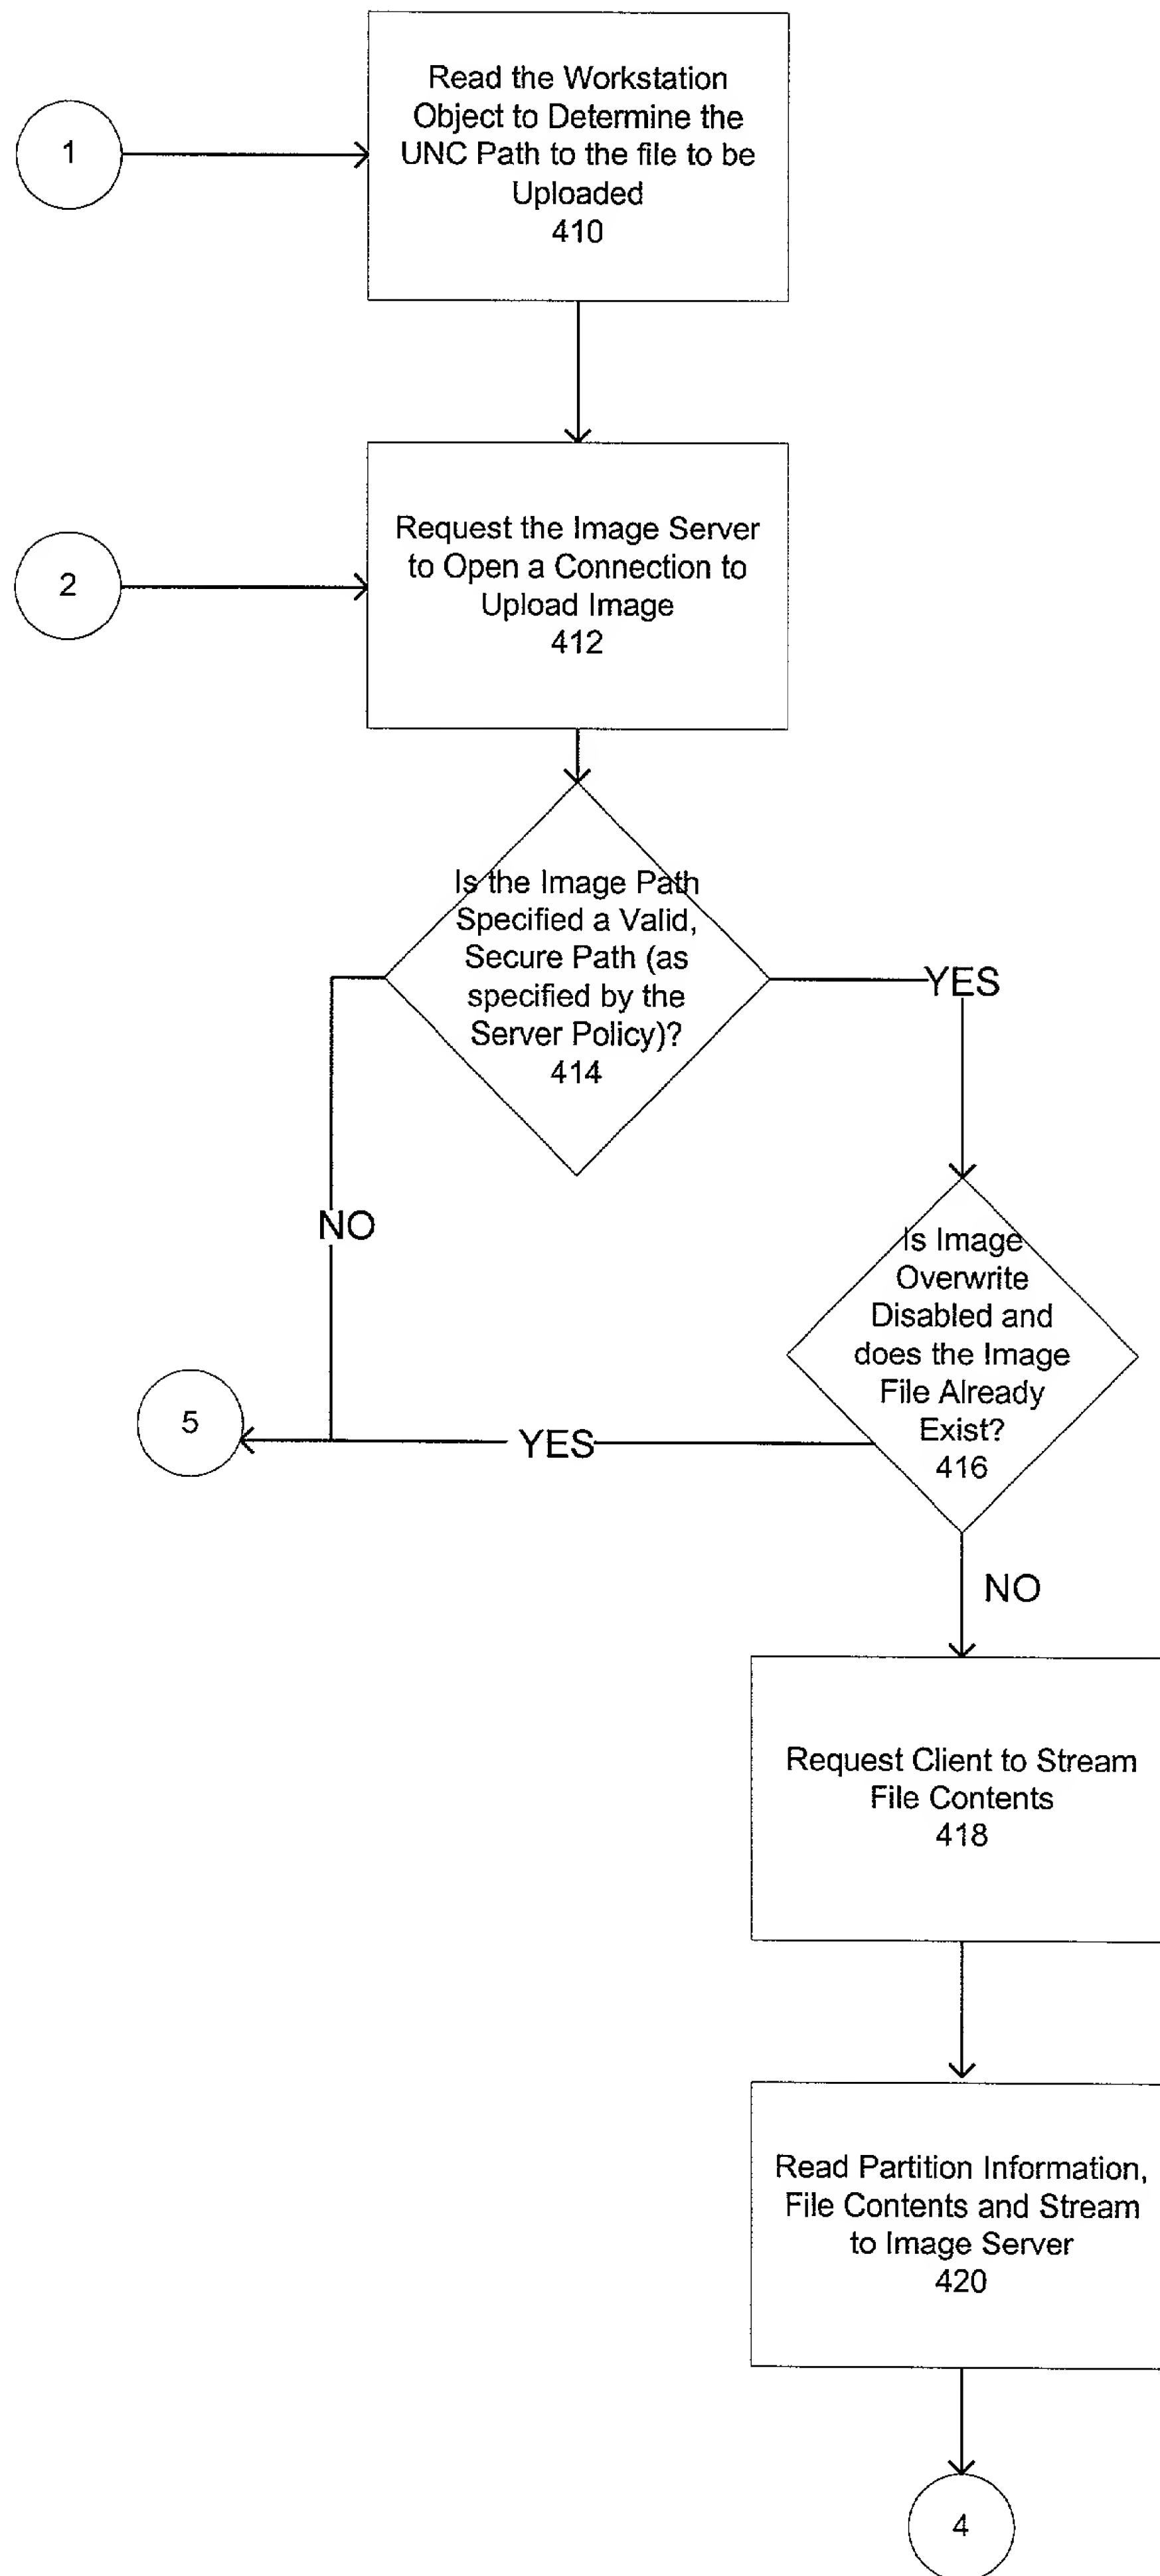 Read the Workstation
Object to Determine the
UNC Path to the file to be
Uploaded
410
1
Request the Image Server
to Open a Connection to
Upload Image
412
2
Is the Image Path
Specified a Valid,
Secure Path (as
specified by the
Server Policy)?
414
YES
NO
Is Image
Overwrite
Disabled and
does the Image
File Already
Exist?
416
5
YES
NO
Request Client to Stream
File Contents
418
Read Partition Information,
File Contents and Stream
to Image Server
420
4